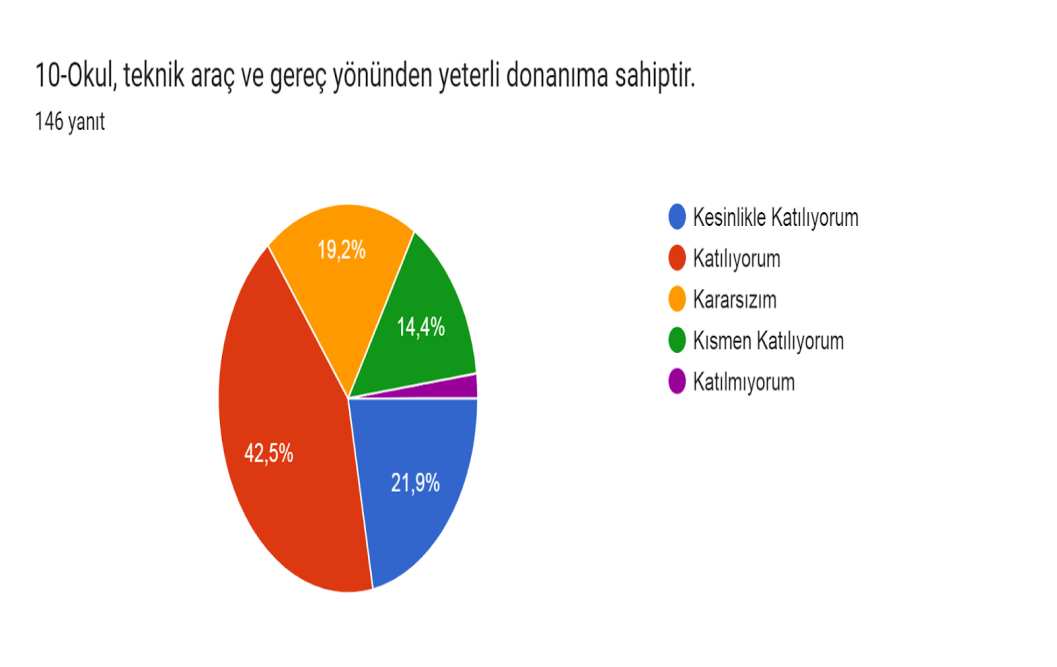 10-Okul, teknik araç ve gereç yönünden yeterli donanıma sahiptir.
146 yanıt
Kesinlikle Katılıyorum
Katılıyorum
Kararsızım
Kısmen Katılıyorum
Katılmıyorum
19,2%
14,4%
42,5%
21,9%